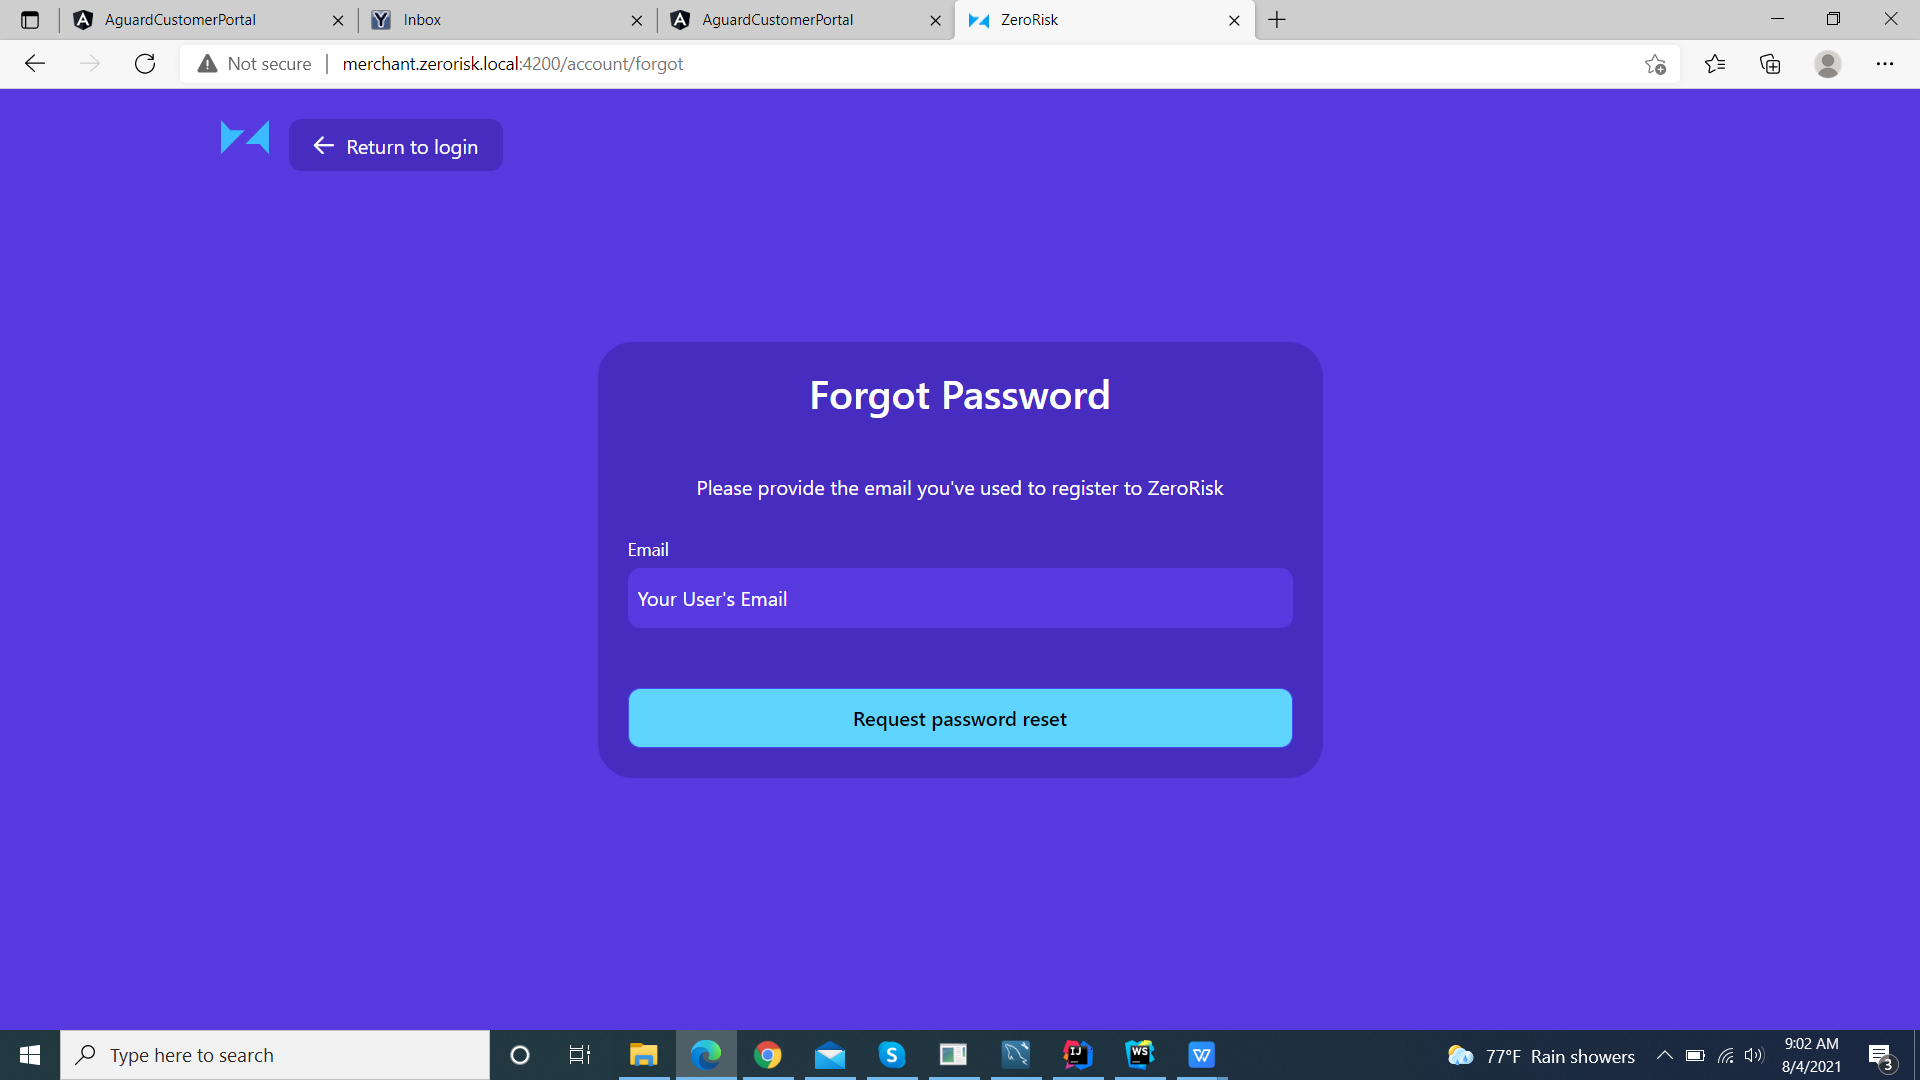 AguardCustomerPortal
Inbox
AguardCustomerPortal
ZeroRisk
Not secure
merchant.zerorisk.local:4200/account/forgot
Return to login
Forgot Password
Please provide the email you've used to register to ZeroRisk
Email
Your User's Email
Request password reset
Type here to search
S
IJ
WS
W
77°F Rain showers
9:02 AM
8/4/2021
3